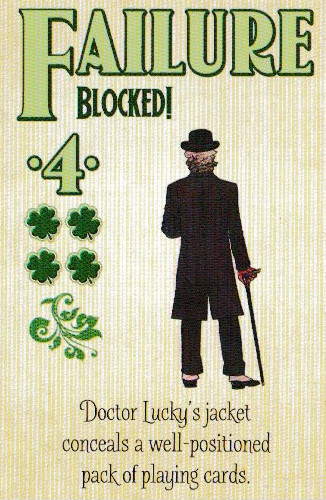 FAILURE
BLOCKED!
·4·
Doctor Lucky's jacket
conceals a well-positioned
pack of playing cards.